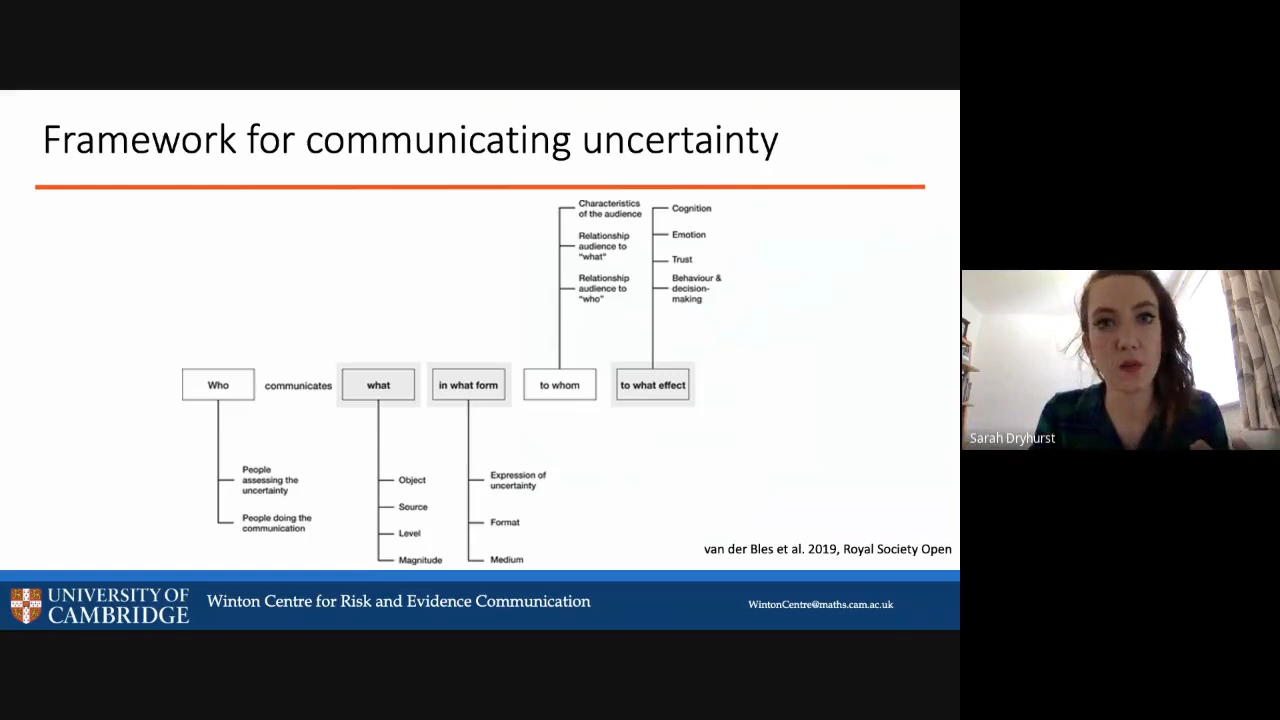 Framework for communicating uncertainty
Characteristics
of the audience
Relationship
audience to
"what"
Relationship
audience to
"who"
Cognition
Emotion
Trust
Behaviour &
decision-
making
Who
communicates
what
in what form
to whom
to what effect
People
assessing the
uncertainty
People doing the
communication
Object
Source
Level
Magnitude
Expression of
uncertainty
Format
Medium
van der Bles et al. 2019, Royal Society Open
UNIVERSITY OF
CAMBRIDGE
Winton Centre for Risk and Evidence Communication
WintonCentre@maths.cam.ac.uk
Sarah Dryhurst